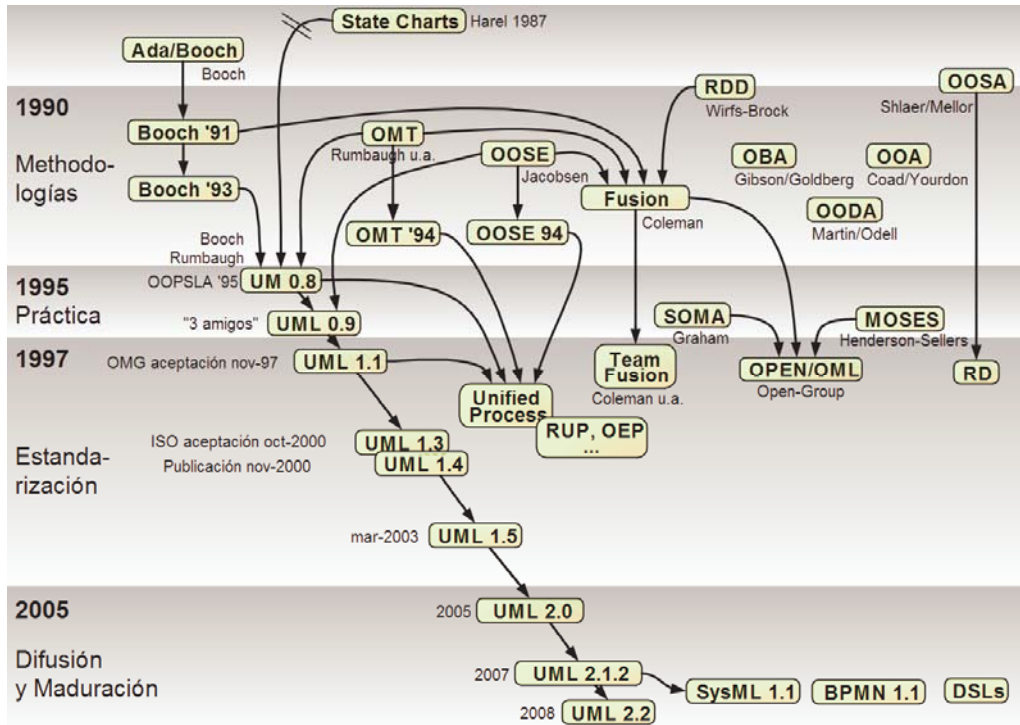 State Charts
Harel 1987
Ada/Booch
Booch
OOSA
Shlaer/Mellor
RDD
Wirfs-Brock
1990
Methodo-
logías
Booch '91
OMT
Rumbaugh u.a.
OOSE
Jacobsen
OBA
Gibson/Goldberg
OOA
Coad/Yourdon
Booch '93
Fusion
Coleman
OODA
Martin/Odell
OMT '94
OOSE 94
Booch
Rumbaugh
OOPSLA '95
UM 0.8
1995
Práctica
"3 amigos"
UML 0.9
SOMA
Graham
MOSES
Henderson-Sellers
1997
OMG aceptación nov-97
UML 1.1
Team
Fusion
Coleman u.a.
OPEN/OML
Open-Group
RD
Unified
Process
RUP, OEP
...
Estanda-
rización
ISO aceptación oct-2000
UML 1.3
Publicación nov-2000
UML 1.4
mar-2003
UML 1.5
2005
Difusión
y Maduración
2005
UML 2.0
2007
UML 2.1.2
2008
UML 2.2
SysML 1.1
BPMN 1.1
DSLs